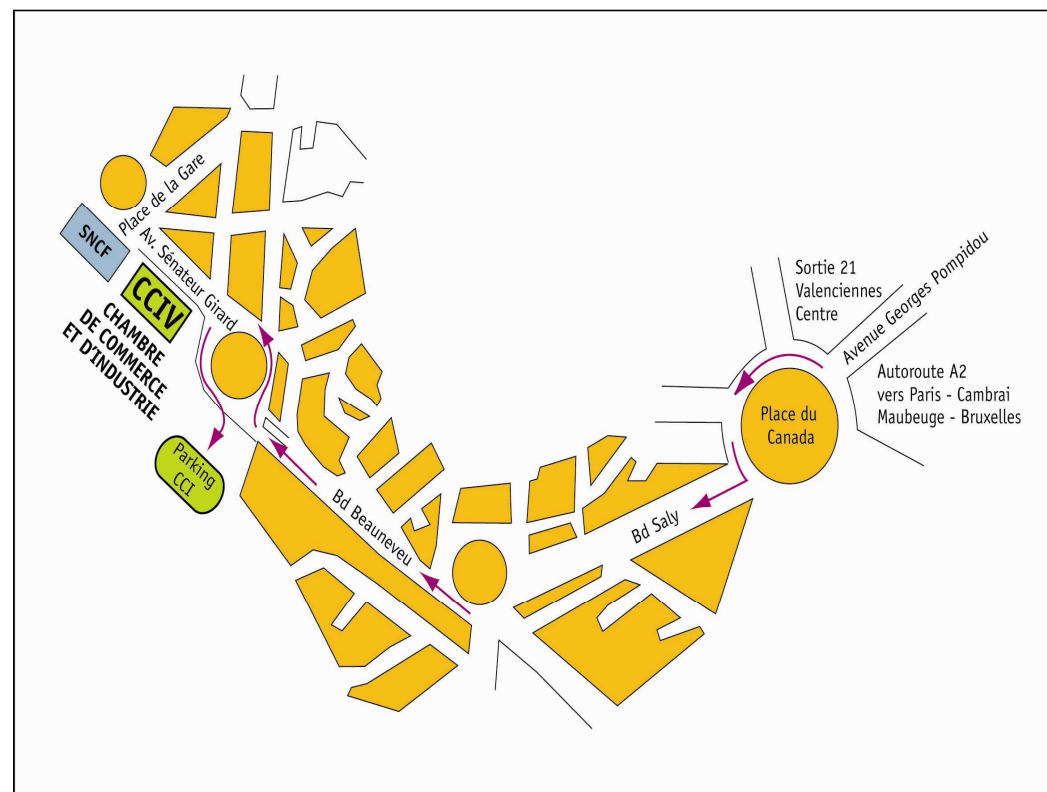 Place de la Gare
SNCF
Av. Sénateur Girard
CCIV
CHAMBRE
DE COMMERCE
ET D'INDUSTRIE
Parking
CCI
Bd Beauneveu
Bd Saly
Place du
Canada
Sortie 21
Valenciennes
Centre
Avenue Georges Pompidou
Autoroute A2
vers Paris - Cambrai
Maubeuge - Bruxelles